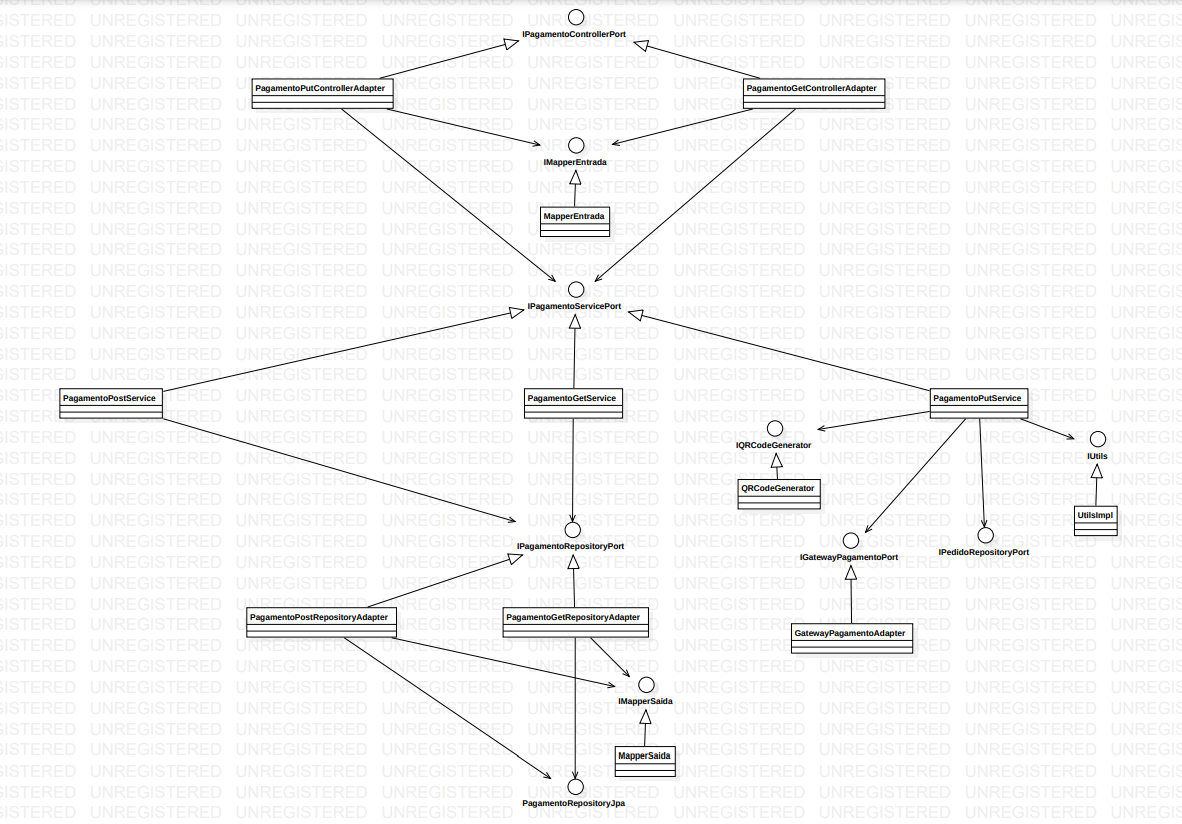 IPagamentoControllerPort
PagamentoPutControllerAdapter
PagamentoGetControllerAdapter
IMapperEntrada
MapperEntrada
IPagamentoServicePort
PagamentoPostService
PagamentoGetService
PagamentoPutService
IQRCodeGenerator
IUtils
QRCodeGenerator
UtilsImpl
IPagamentoRepositoryPort
IGatewayPagamentoPort
IPedidoRepositoryPort
PagamentoPostRepositoryAdapter
PagamentoGetRepositoryAdapter
GatewayPagamentoAdapter
IMapperSaida
MapperSaida
PagamentoRepositoryJpa
UNREGISTERED